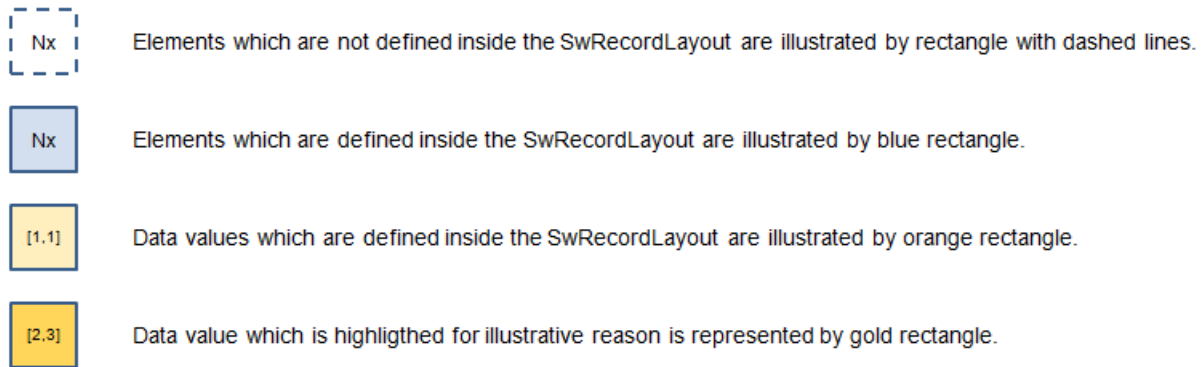 Nx Elements which are not defined inside the SwRecordLayout are illustrated by rectangle with dashed lines.
Nx Elements which are defined inside the SwRecordLayout are illustrated by blue rectangle.
[1,1] Data values which are defined inside the SwRecordLayout are illustrated by orange rectangle.
[2,3] Data value which is highligthed for illustrative reason is represented by gold rectangle.